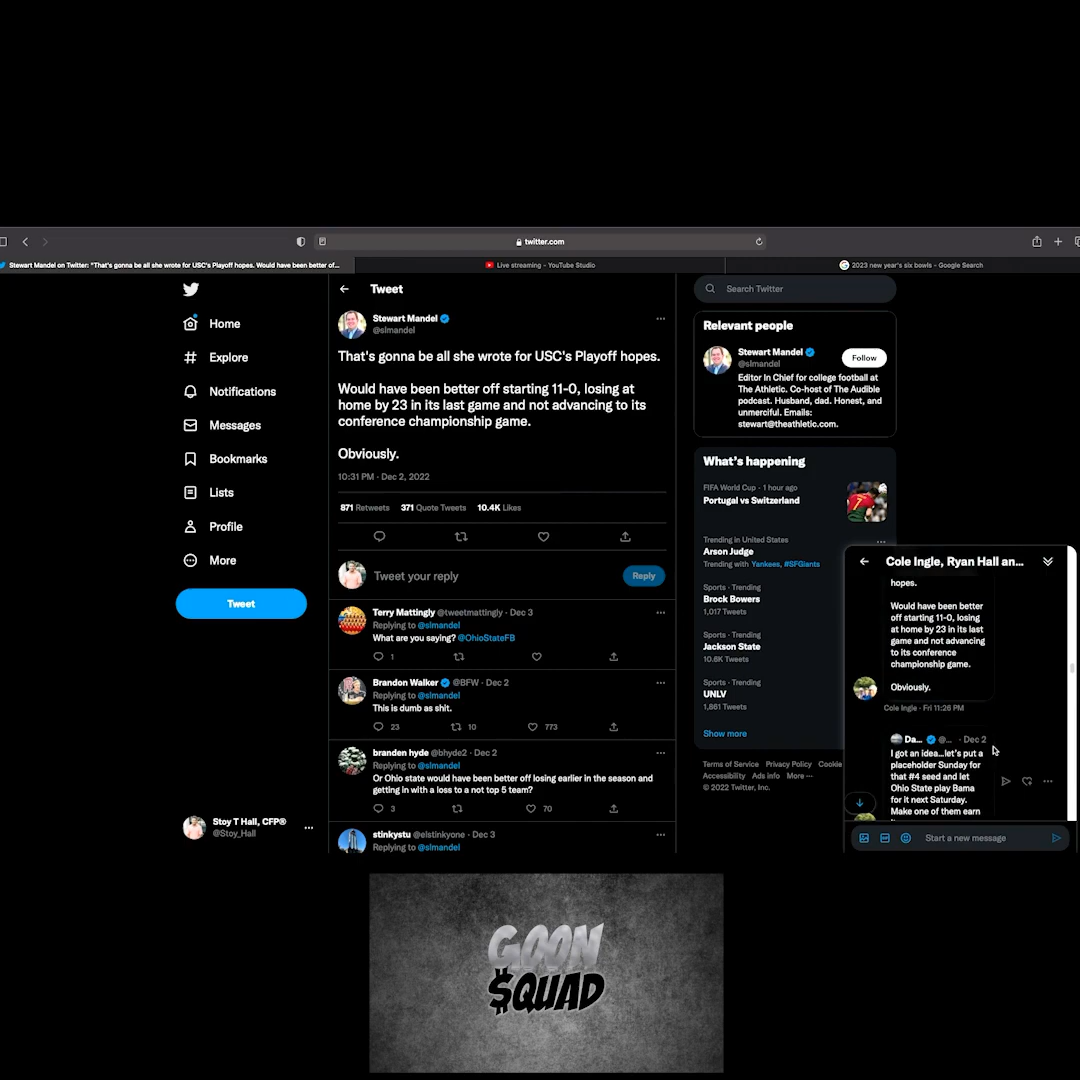 twitter.com
Stewart Mandel on Twitter: "That's gonna be all she wrote for USC's Playoff hopes. Would have been better of...
Live streaming - YouTube Studio
2023 new year's six bowls - Google Search
Home
Explore
Notifications
Messages
Bookmarks
Lists
Profile
More
Tweet
Stoy T Hall, CFP®
@Stoy_Hall
Tweet
Stewart Mandel
@slmandel
That's gonna be all she wrote for USC's Playoff hopes.
Would have been better off starting 11-0, losing at
home by 23 in its last game and not advancing to its
conference championship game.
Obviously.
10:31 PM · Dec 2, 2022
871 Retweets 371 Quote Tweets 10.4K Likes
Tweet your reply
Reply
Terry Mattingly @tweetmattingly · Dec 3
Replying to @slmandel
What are you saying? @OhioStateFB
1
Brandon Walker @BFW · Dec 2
Replying to @slmandel
This is dumb as shit.
23 10 773
branden hyde @bhyde2 · Dec 2
Replying to @slmandel
Or Ohio state would have been better off losing earlier in the season and
getting in with a loss to a not top 5 team?
3 70
stinkystu @elstinkyone · Dec 3
Replying to @slmandel
Search Twitter
Relevant people
Stewart Mandel
@slmandel
Follow
Editor In Chief for college football at
The Athletic. Co-host of The Audible
podcast. Husband, dad. Honest, and
unmerciful. Emails:
stewart@theathletic.com.
What's happening
FIFA World Cup · 1 hour ago
Portugal vs Switzerland
Trending in United States
Arson Judge
Trending with Yankees, #SFGiants
Sports · Trending
Brock Bowers
1,017 Tweets
Sports · Trending
Jackson State
10.6K Tweets
Sports · Trending
UNLV
1,861 Tweets
Show more
Terms of Service Privacy Policy Cookie
Accessibility Ads info More ...
© 2022 Twitter, Inc.
Cole Ingle, Ryan Hall an...
hopes.
Would have been better
off starting 11-0, losing
at home by 23 in its last
game and not advancing
to its conference
championship game.
Obviously.
Cole Ingle · Fri 11:26 PM
Da... @... · Dec 2
I got an idea...let's put a
placeholder Sunday for
that #4 seed and let
Ohio State play Bama
for it next Saturday.
Make one of them earn
Start a new message
GOON
$QUAD